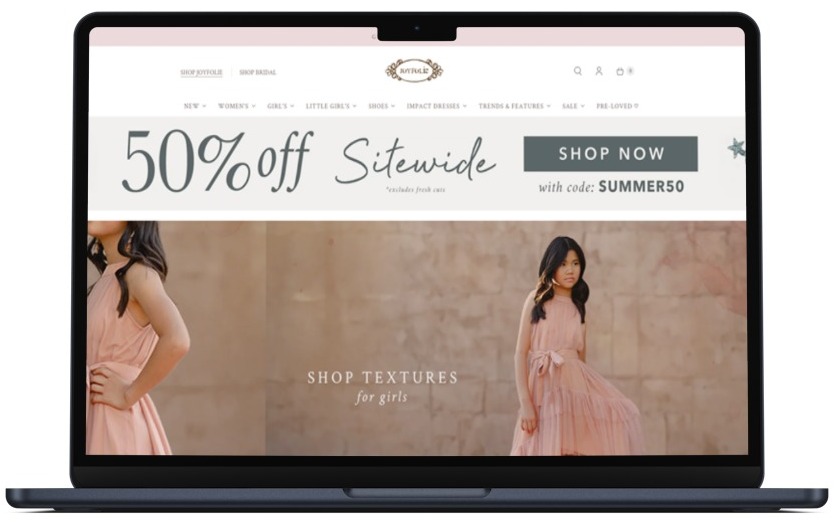 SHOP JOYFOLIE
SHOP BRIDAL
JOYFOLIE
0
NEW
WOMEN'S
GIRL'S
LITTLE GIRL'S
SHOES
IMPACT DRESSES
TRENDS & FEATURES
SALE
PRE-LOVED
50% off Sitewide
*excludes fresh cuts
SHOP NOW
with code: SUMMER50
SHOP TEXTURES
for girls